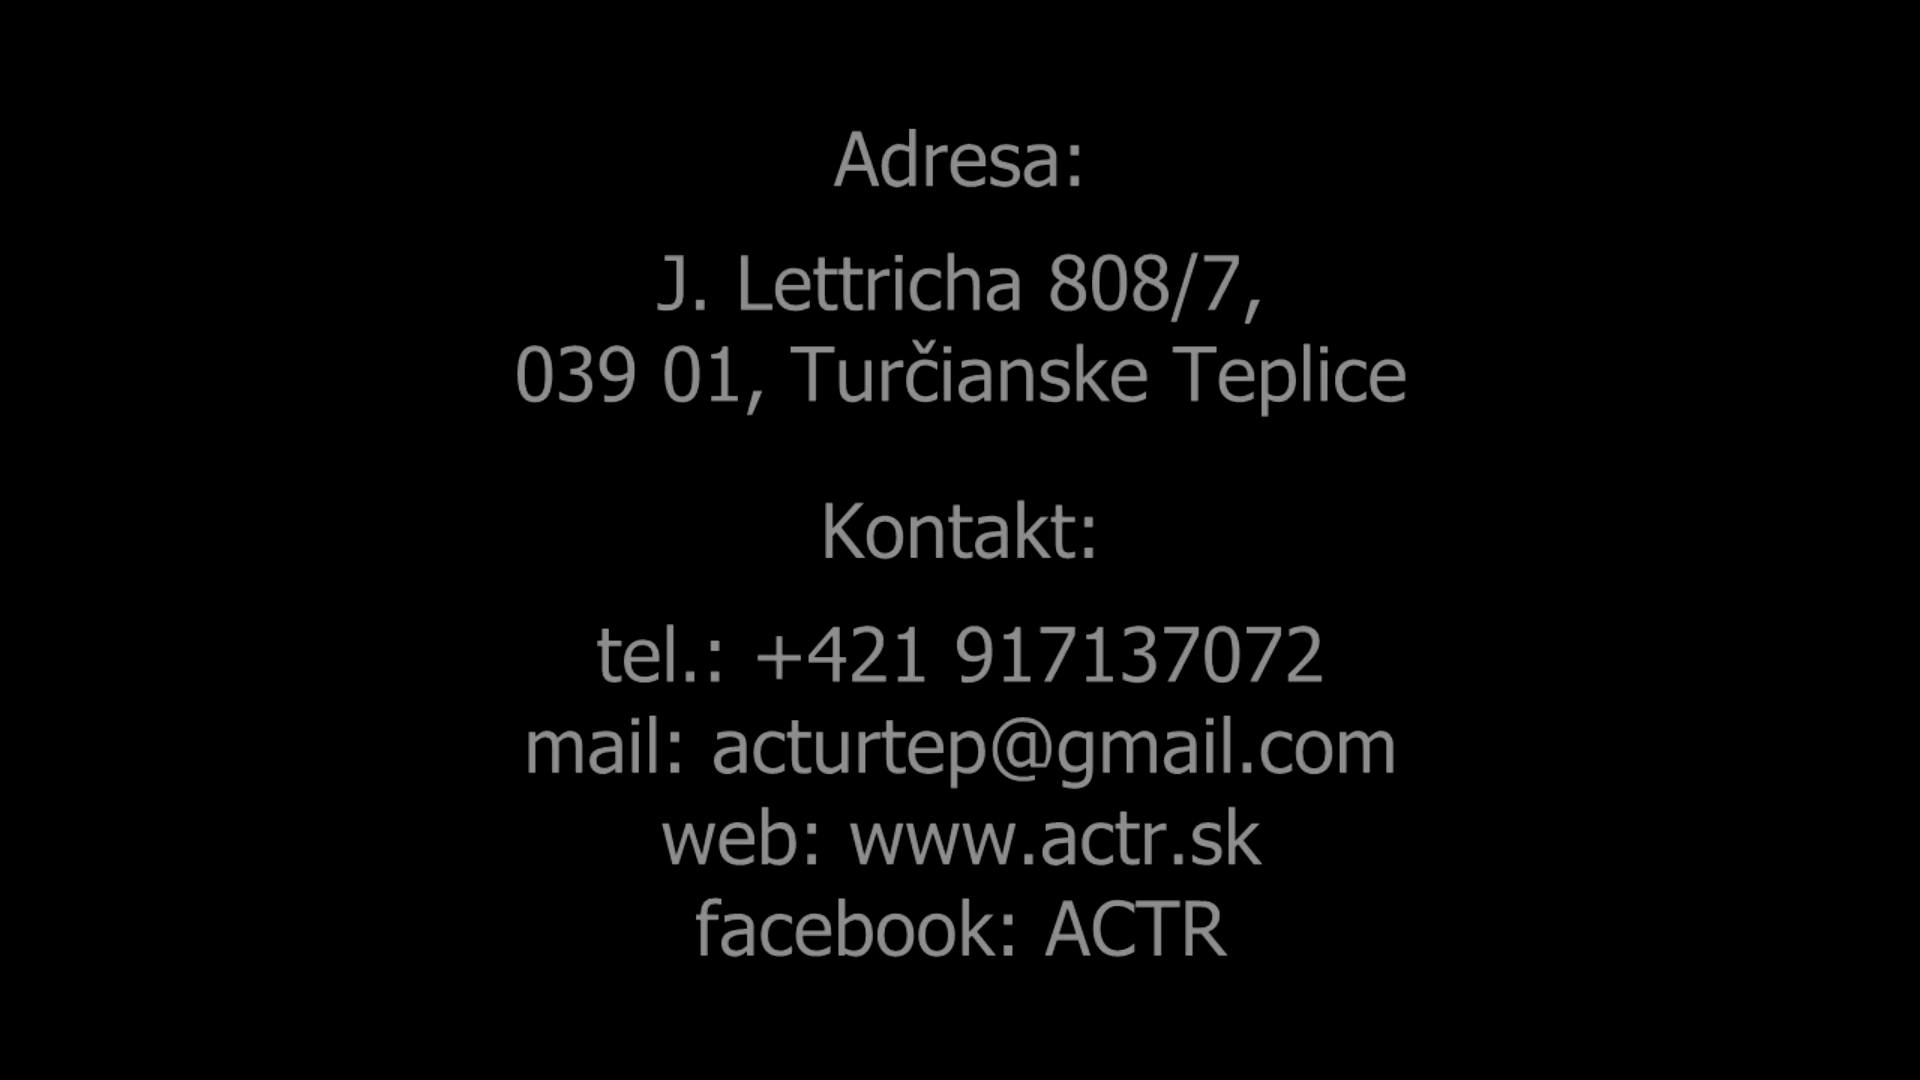 Adresa:
J. Lettricha 808/7,
039 01, Turčianske Teplice
Kontakt:
tel.: +421 917137072
mail: acturtep@gmail.com
web: www.actr.sk
facebook: ACTR